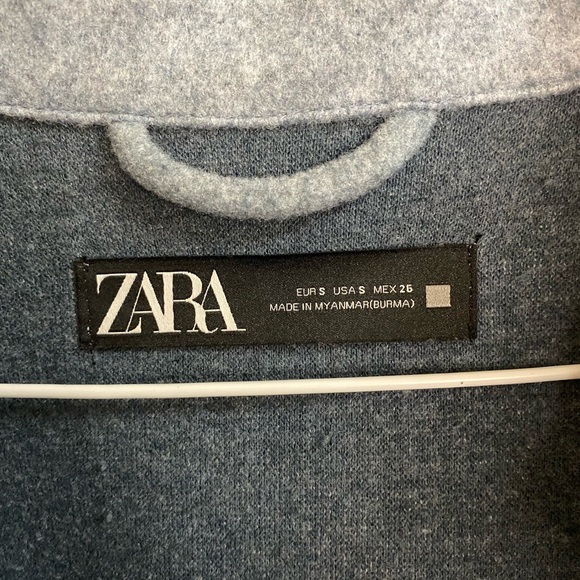 ZARA
EUR S USA S MEX 26
MADE IN MYANMAR(BURMA)